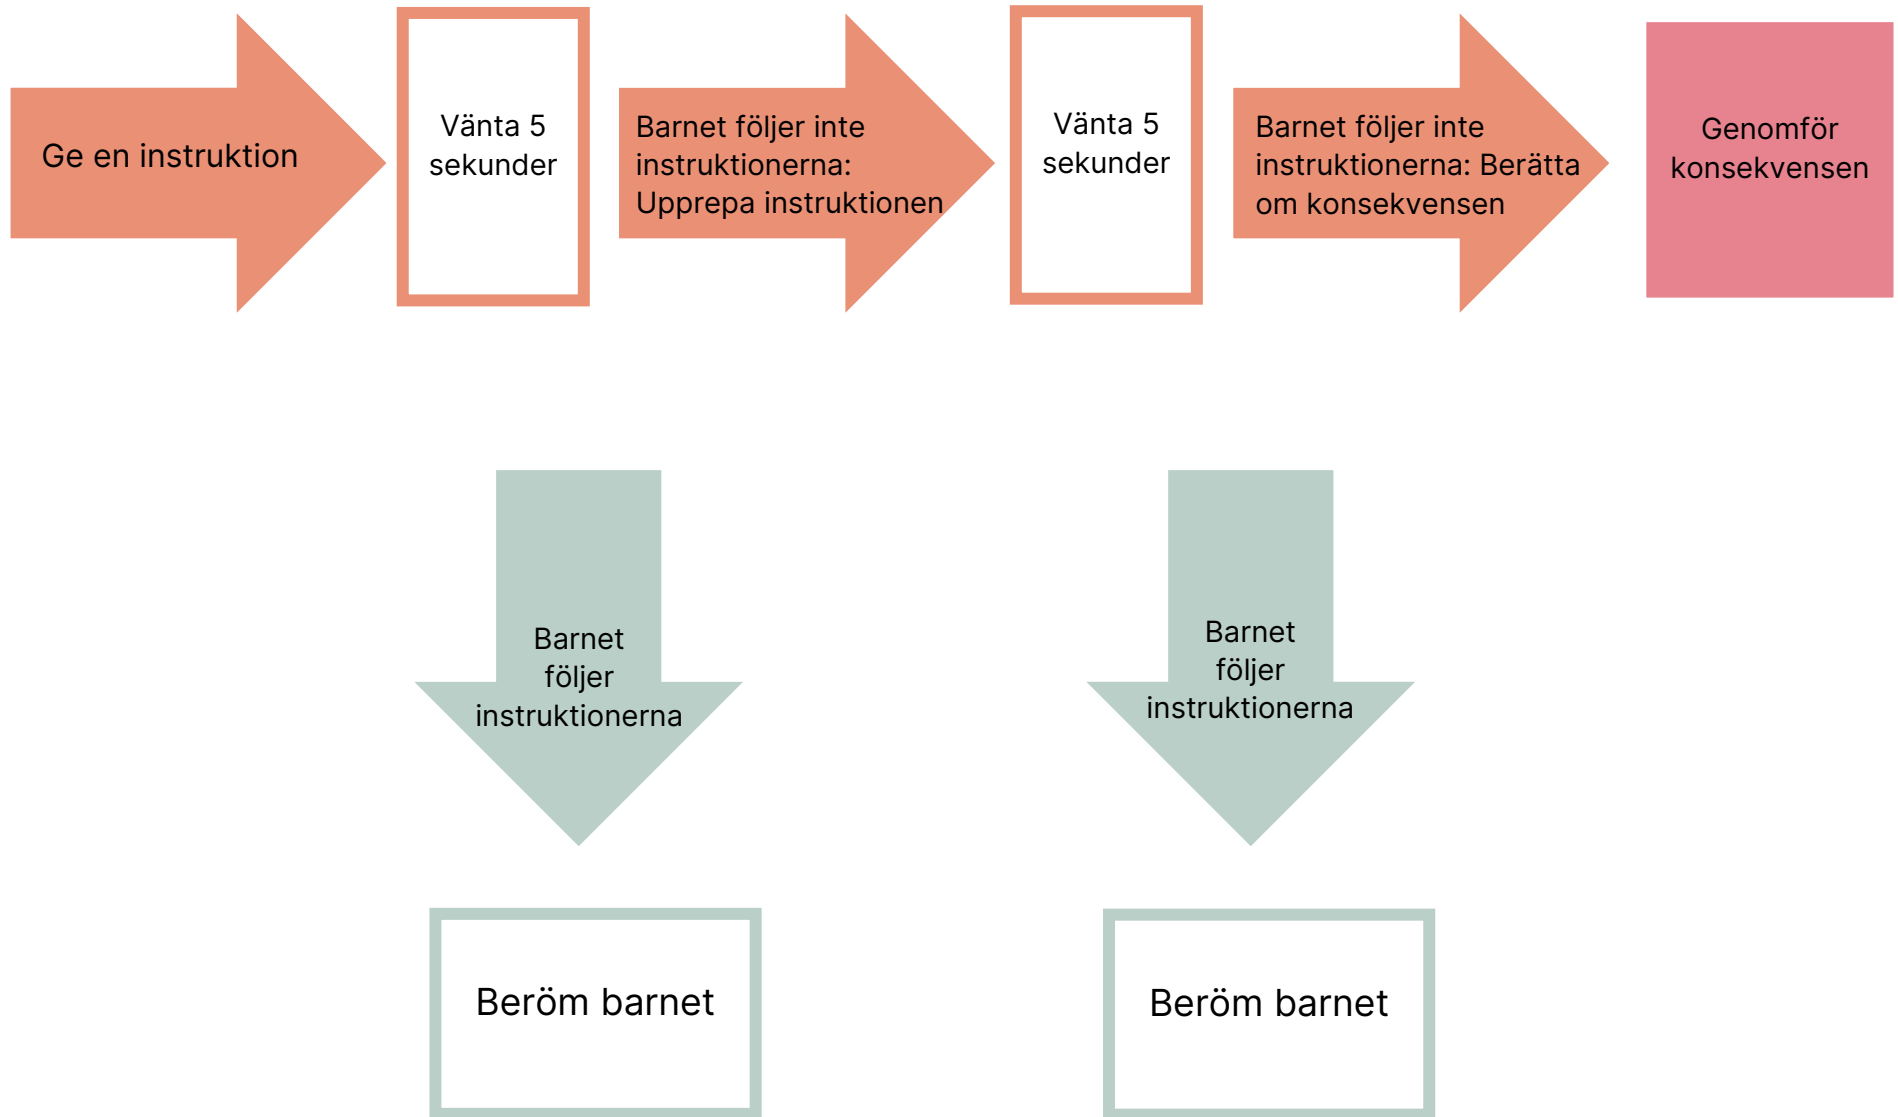 Ge en instruktion
Vänta 5
sekunder
Barnet följer inte
instruktionerna:
Upprepa instruktionen
Vänta 5
sekunder
Barnet följer inte
instruktionerna: Berätta
om konsekvensen
Genomför
konsekvensen
Barnet
följer
instruktionerna
Barnet
följer
instruktionerna
Beröm barnet
Beröm barnet